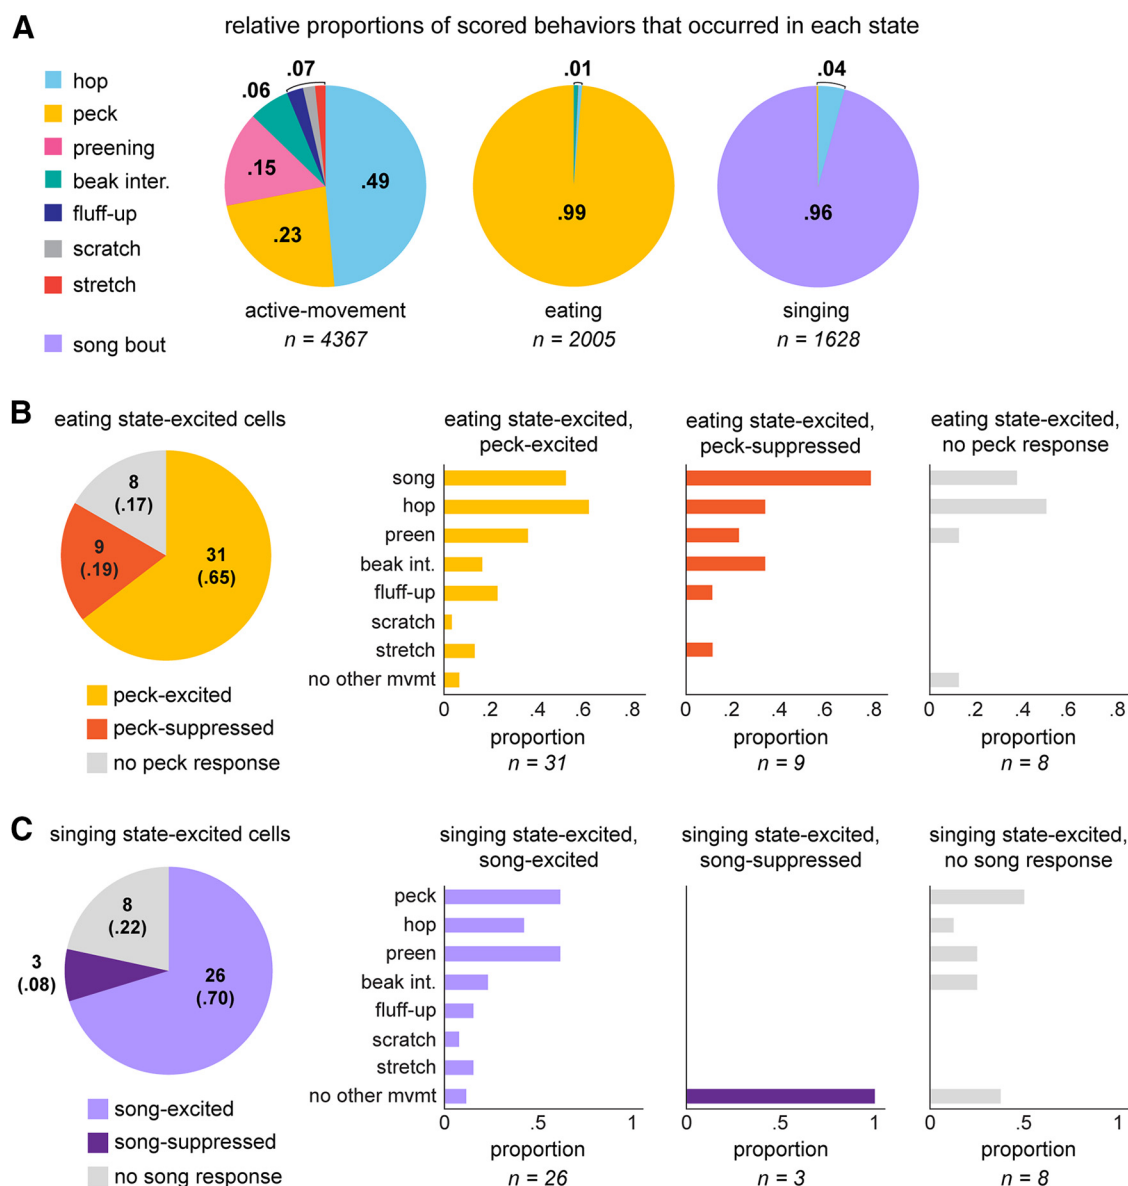 A
relative proportions of scored behaviors that occurred in each state
hop
peck
preening
beak inter.
fluff-up
scratch
stretch
song bout
.07
.06
.15
.23
.49
active-movement
n = 4367
.01
.99
eating
n = 2005
.04
.96
singing
n = 1628
B
eating state-excited cells
8
(.17)
9
(.19)
31
(.65)
peck-excited
peck-suppressed
no peck response
eating state-excited,
peck-excited
song
hop
preen
beak int.
fluff-up
scratch
stretch
no other mvmt
0 .2 .4 .6 .8
proportion
n = 31
eating state-excited,
peck-suppressed
0 .2 .4 .6 .8
proportion
n = 9
eating state-excited,
no peck response
0 .2 .4 .6 .8
proportion
n = 8
C
singing state-excited cells
8
(.22)
3
(.08)
26
(.70)
song-excited
song-suppressed
no song response
singing state-excited,
song-excited
peck
hop
preen
beak int.
fluff-up
scratch
stretch
no other mvmt
0 .5 1
proportion
n = 26
singing state-excited,
song-suppressed
0 .5 1
proportion
n = 3
singing state-excited,
no song response
0 .5 1
proportion
n = 8